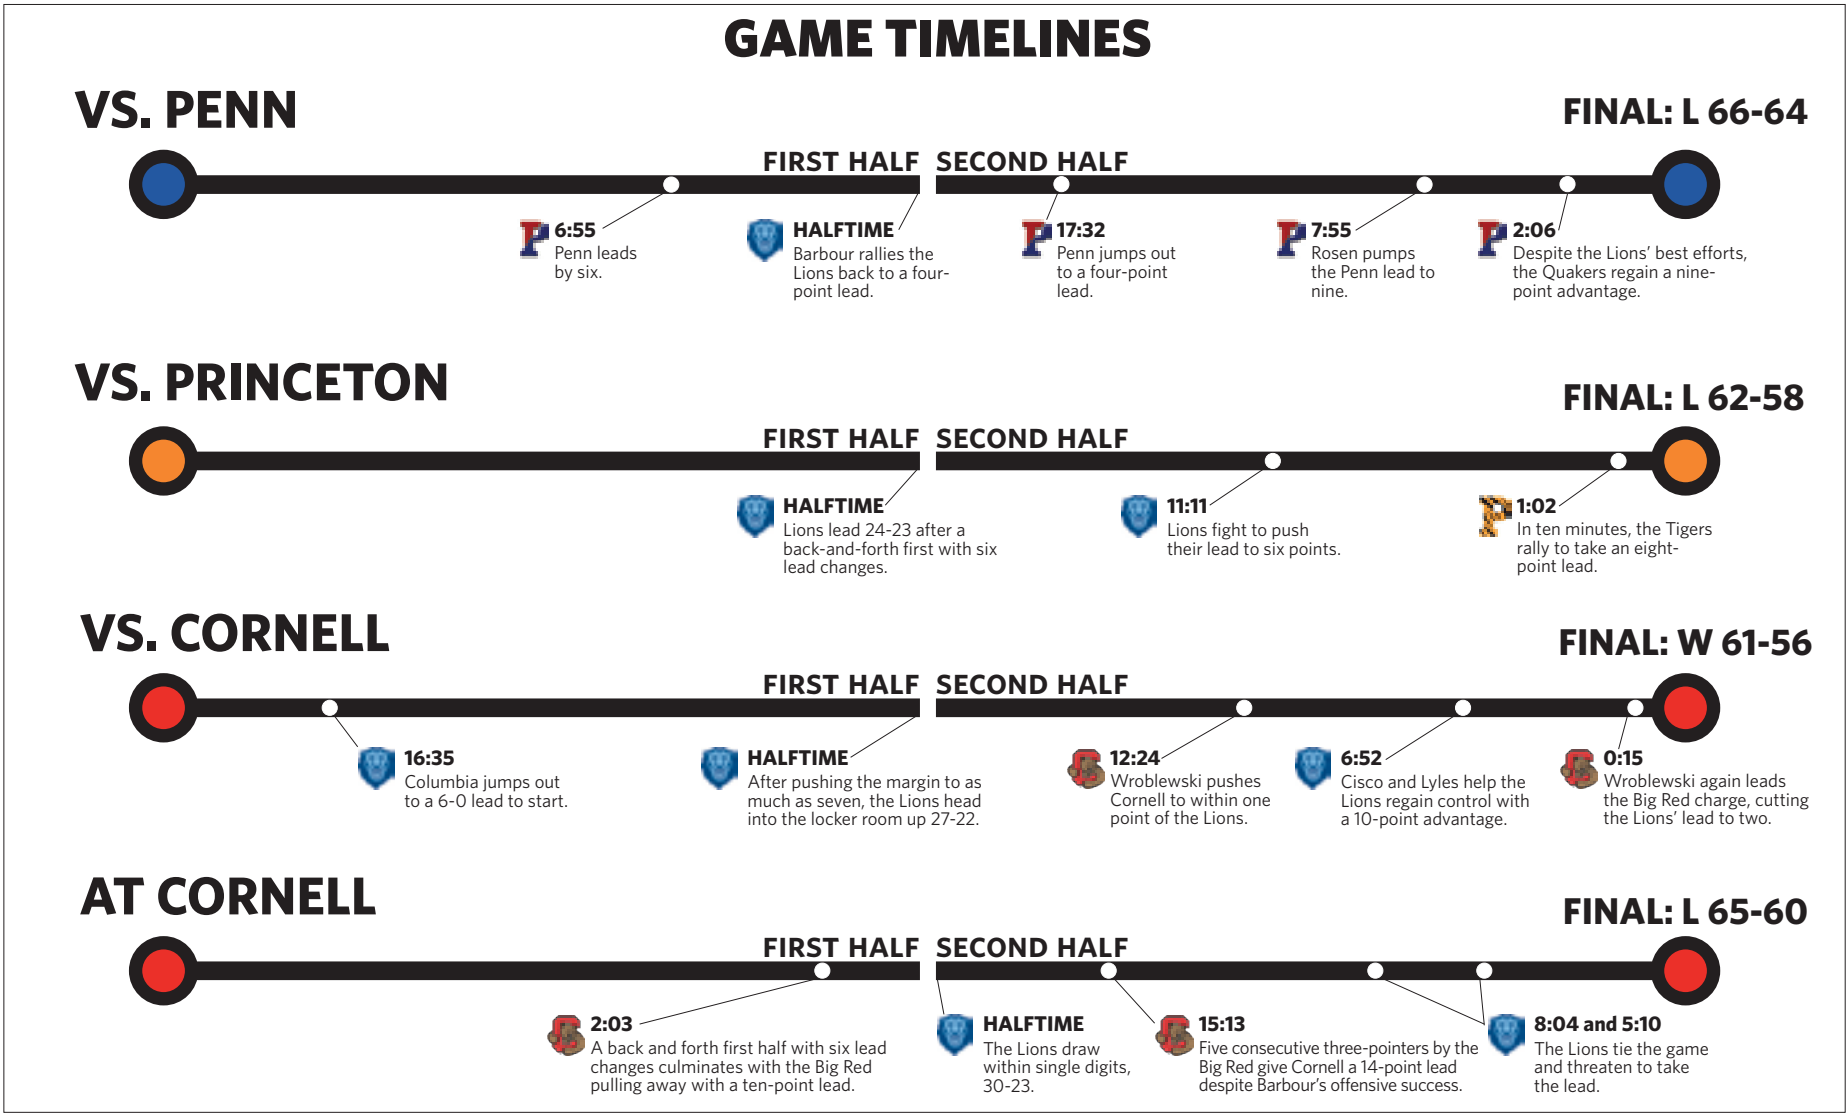 GAME TIMELINES
VS. PENN
FINAL: L 66-64
FIRST HALF
SECOND HALF
6:55
Penn leads
by six.
HALFTIME
Barbour rallies the
Lions back to a four-
point lead.
17:32
Penn jumps out
to a four-point
lead.
7:55
Rosen pumps
the Penn lead to
nine.
2:06
Despite the Lions' best efforts,
the Quakers regain a nine-
point advantage.
VS. PRINCETON
FINAL: L 62-58
FIRST HALF
SECOND HALF
HALFTIME
Lions lead 24-23 after a
back-and-forth first with six
lead changes.
11:11
Lions fight to push
their lead to six points.
1:02
In ten minutes, the Tigers
rally to take an eight-
point lead.
VS. CORNELL
FINAL: W 61-56
FIRST HALF
SECOND HALF
16:35
Columbia jumps out
to a 6-0 lead to start.
HALFTIME
After pushing the margin to as
much as seven, the Lions head
into the locker room up 27-22.
12:24
Wroblewski pushes
Cornell to within one
point of the Lions.
6:52
Cisco and Lyles help the
Lions regain control with
a 10-point advantage.
0:15
Wroblewski again leads
the Big Red charge, cutting
the Lions' lead to two.
AT CORNELL
FINAL: L 65-60
FIRST HALF
SECOND HALF
2:03
A back and forth first half with six lead
changes culminates with the Big Red
pulling away with a ten-point lead.
HALFTIME
The Lions draw
within single digits,
30-23.
15:13
Five consecutive three-pointers by the
Big Red give Cornell a 14-point lead
despite Barbour's offensive success.
8:04 and 5:10
The Lions tie the game
and threaten to take
the lead.